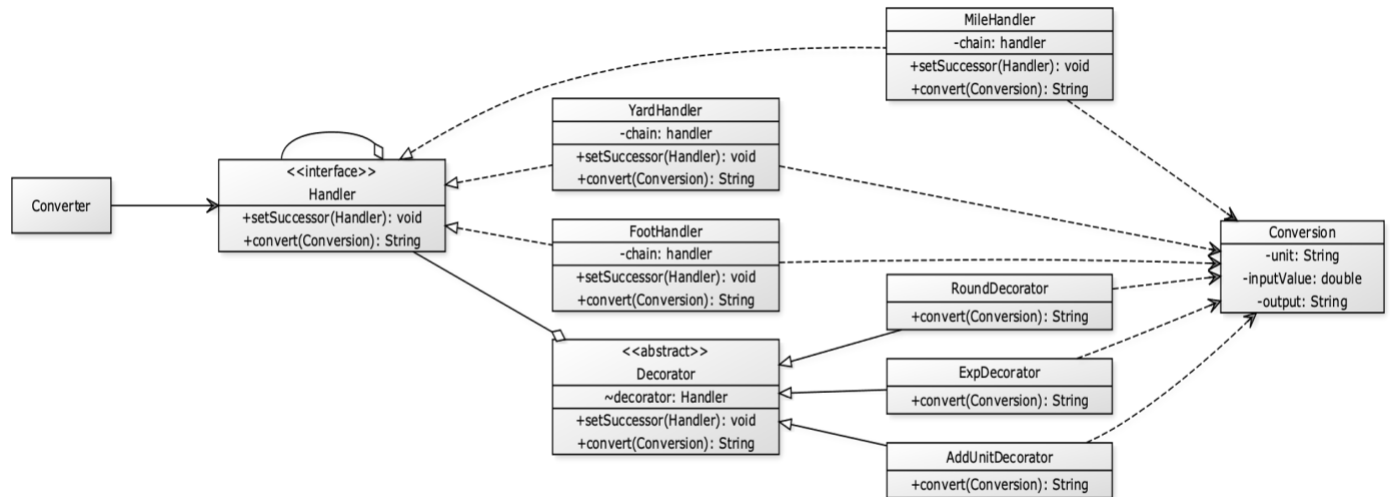 MileHandler
-chain: handler
+setSuccessor(Handler): void
+convert(Conversion): String
YardHandler
-chain: handler
+setSuccessor(Handler): void
+convert(Conversion): String
<<interface>>
Handler
+setSuccessor(Handler): void
+convert(Conversion): String
Converter
FootHandler
-chain: handler
+setSuccessor(Handler): void
+convert(Conversion): String
Conversion
-unit: String
-inputValue: double
-output: String
RoundDecorator
+convert(Conversion): String
<<abstract>>
Decorator
~decorator: Handler
+setSuccessor(Handler): void
+convert(Conversion): String
ExpDecorator
+convert(Conversion): String
AddUnitDecorator
+convert(Conversion): String